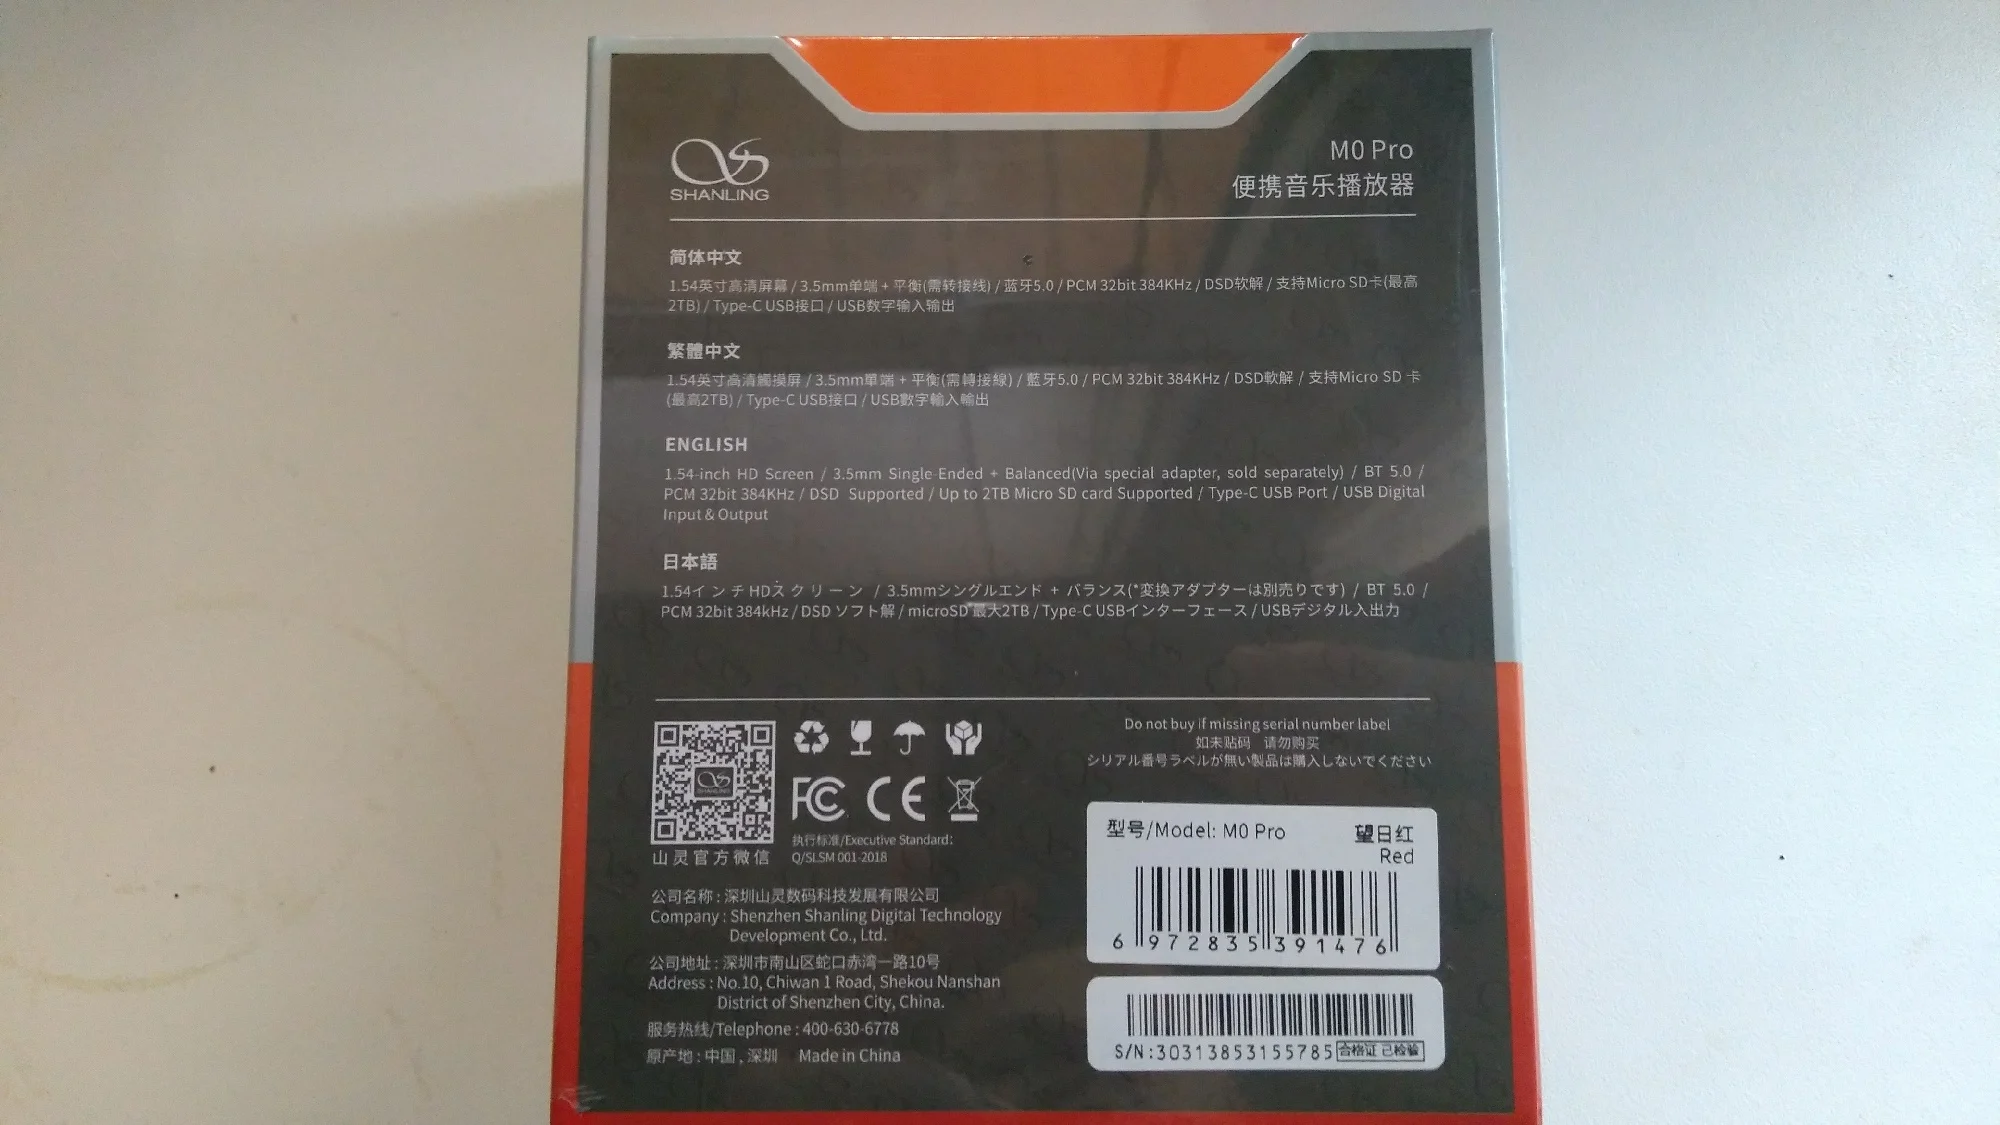 SHANLING
M0 Pro
便携音乐播放器
简体中文
1.54英寸高清屏幕 / 3.5mm单端 + 平衡(需转接线) / 蓝牙5.0 / PCM 32bit 384KHz / DSD软解 / 支持Micro SD卡(最高
2TB) / Type-C USB接口 / USB数字输入输出
繁體中文
1.54英寸高清觸摸屏 / 3.5mm單端 + 平衡(需轉接線) / 藍牙5.0 / PCM 32bit 384KHz / DSD軟解 / 支持Micro SD 卡
(最高2TB) / Type-C USB接口 / USB數字輸入輸出
ENGLISH
1.54-inch HD Screen / 3.5mm Single-Ended + Balanced(Via special adapter, sold separately) / BT 5.0 /
PCM 32bit 384KHz / DSD Supported / Up to 2TB Micro SD card Supported / Type-C USB Port / USB Digital
Input & Output
日本語
1.54インチHDスクリーン / 3.5mmシングルエンド + バランス(*変換アダプターは別売りです) / BT 5.0 /
PCM 32bit 384kHz / DSD ソフト解 / microSD 最大2TB / Type-C USBインターフェース / USBデジタル入出力
SHANLING
山灵官方微信
FC CE
执行标准/Executive Standard:
Q/SLSM 001-2018
公司名称 : 深圳山灵数码科技发展有限公司
Company : Shenzhen Shanling Digital Technology
Development Co., Ltd.
公司地址 : 深圳市南山区蛇口赤湾一路10号
Address : No.10, Chiwan 1 Road, Shekou Nanshan
District of Shenzhen City, China.
服务热线/Telephone : 400-630-6778
原产地 : 中国 , 深圳 Made in China
Do not buy if missing serial number label
如未贴码 请勿购买
シリアル番号ラベルが無い製品は購入しないでください
型号/Model: M0 Pro
望日红
Red
6 972835 391476
S/N:30313853155785 合格证 已检验